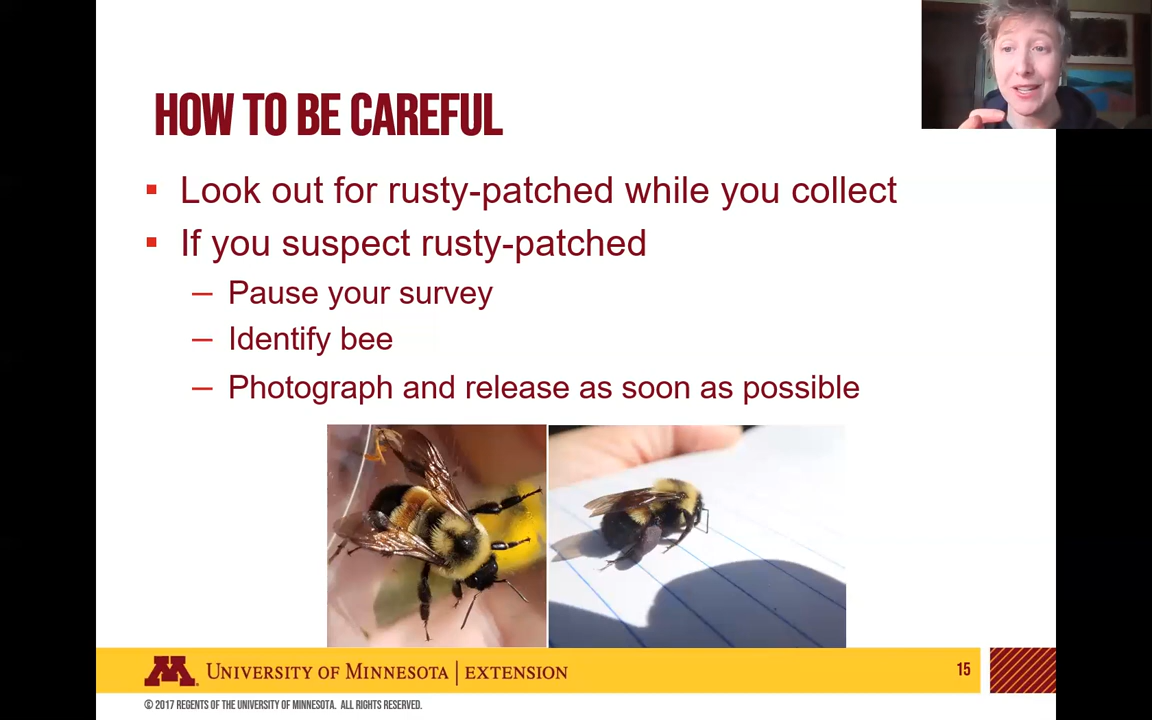 HOW TO BE CAREFUL
▪ Look out for rusty-patched while you collect
▪ If you suspect rusty-patched
– Pause your survey
– Identify bee
– Photograph and release as soon as possible
M UNIVERSITY OF MINNESOTA | EXTENSION
15
© 2017 REGENTS OF THE UNIVERSITY OF MINNESOTA. ALL RIGHTS RESERVED.